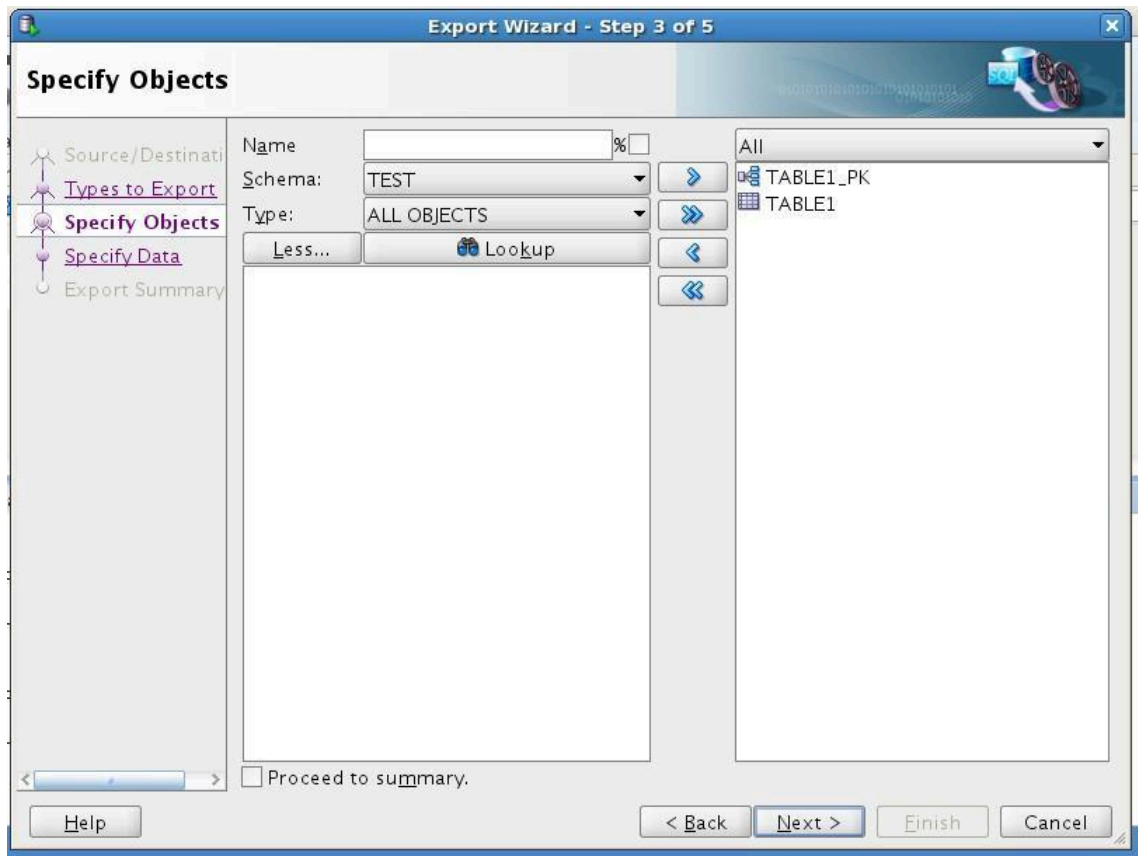 Export Wizard - Step 3 of 5
Specify Objects
SQL
Source/Destinati
Types to Export
Specify Objects
Specify Data
Export Summary
Name %
Schema: TEST
Type: ALL OBJECTS
Less... Lookup
All
TABLE1_PK
TABLE1
Proceed to summary.
Help < Back Next > Finish Cancel